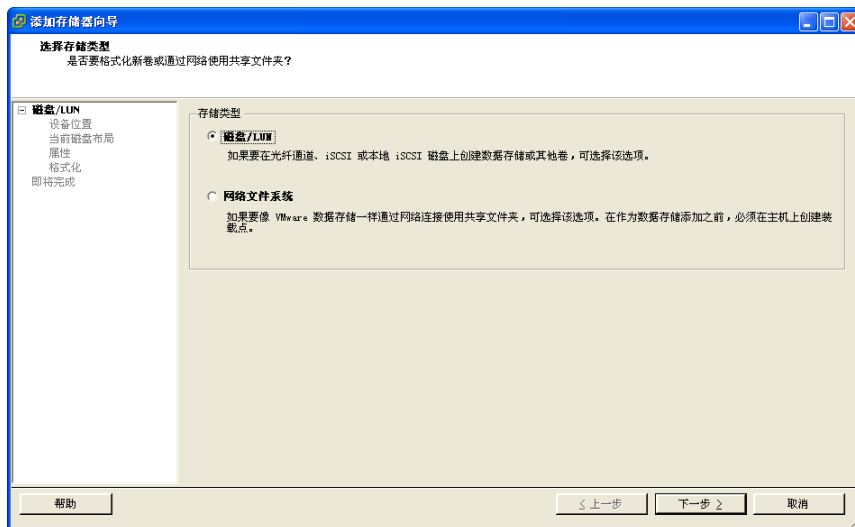 添加存储器向导
选择存储类型
是否要格式化新卷或通过网络使用共享文件夹？
磁盘/LUN
设备位置
当前磁盘布局
属性
格式化
即将完成
存储类型
磁盘/LUN
如果要在光纤通道、iSCSI 或本地 iSCSI 磁盘上创建数据存储或其他卷，可选择该选项。
网络文件系统
如果要像 VMware 数据存储一样通过网络连接使用共享文件夹，可选择该选项。在作为数据存储添加之前，必须在主机上创建装
载点。
帮助
≤ 上一步
下一步 ≥
取消